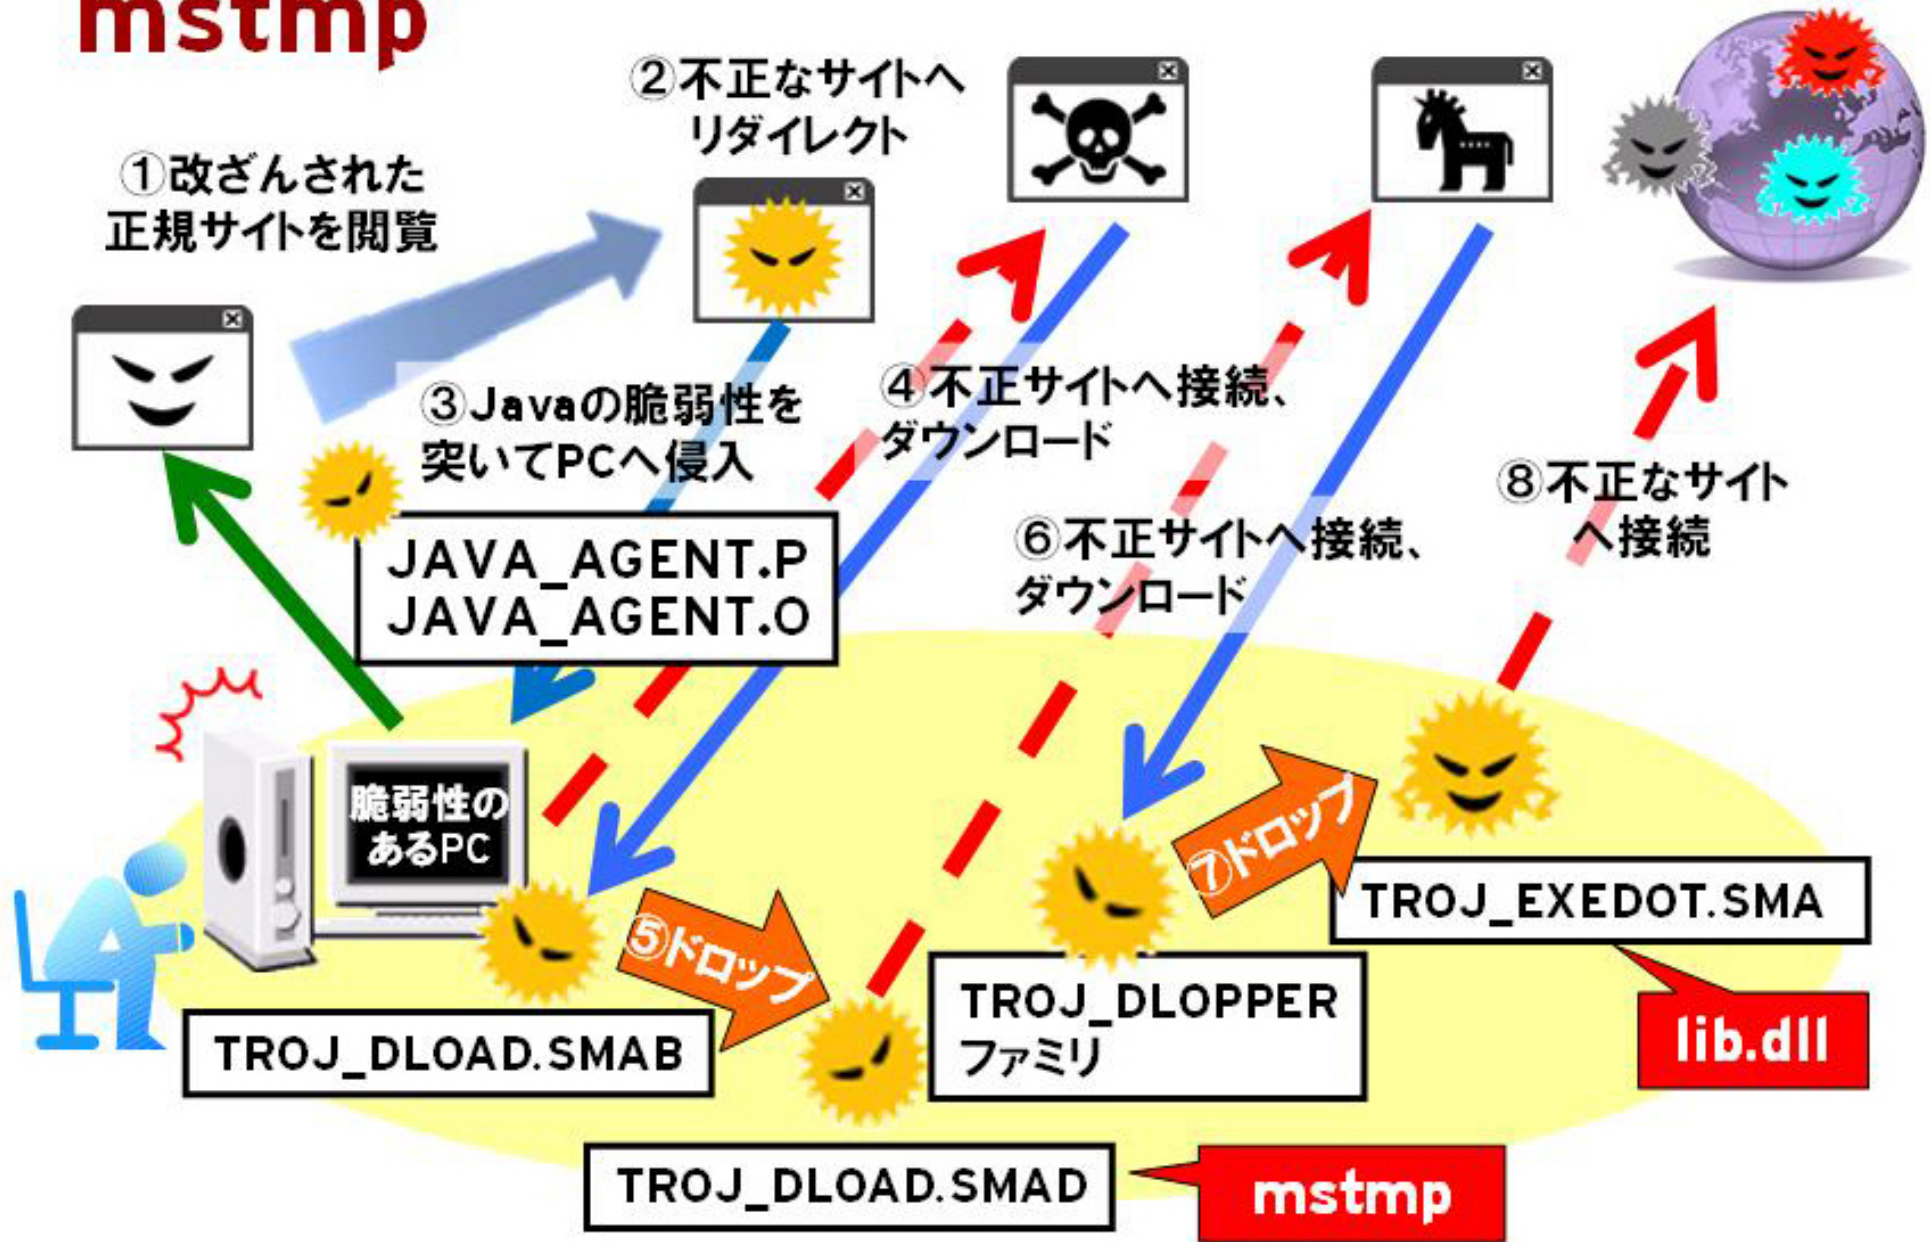 mstmp
①改ざんされた
正規サイトを閲覧
②不正なサイトへ
リダイレクト
③Javaの脆弱性を
突いてPCへ侵入
JAVA_AGENT.P
JAVA_AGENT.O
④不正サイトへ接続、
ダウンロード
⑥不正サイトへ接続、
ダウンロード
⑧不正なサイト
へ接続
脆弱性の
あるPC
⑤ドロップ
⑦ドロップ
TROJ_DLOAD.SMAB
TROJ_DLOPPER
ファミリ
TROJ_EXEDOT.SMA
lib.dll
TROJ_DLOAD.SMAD
mstmp